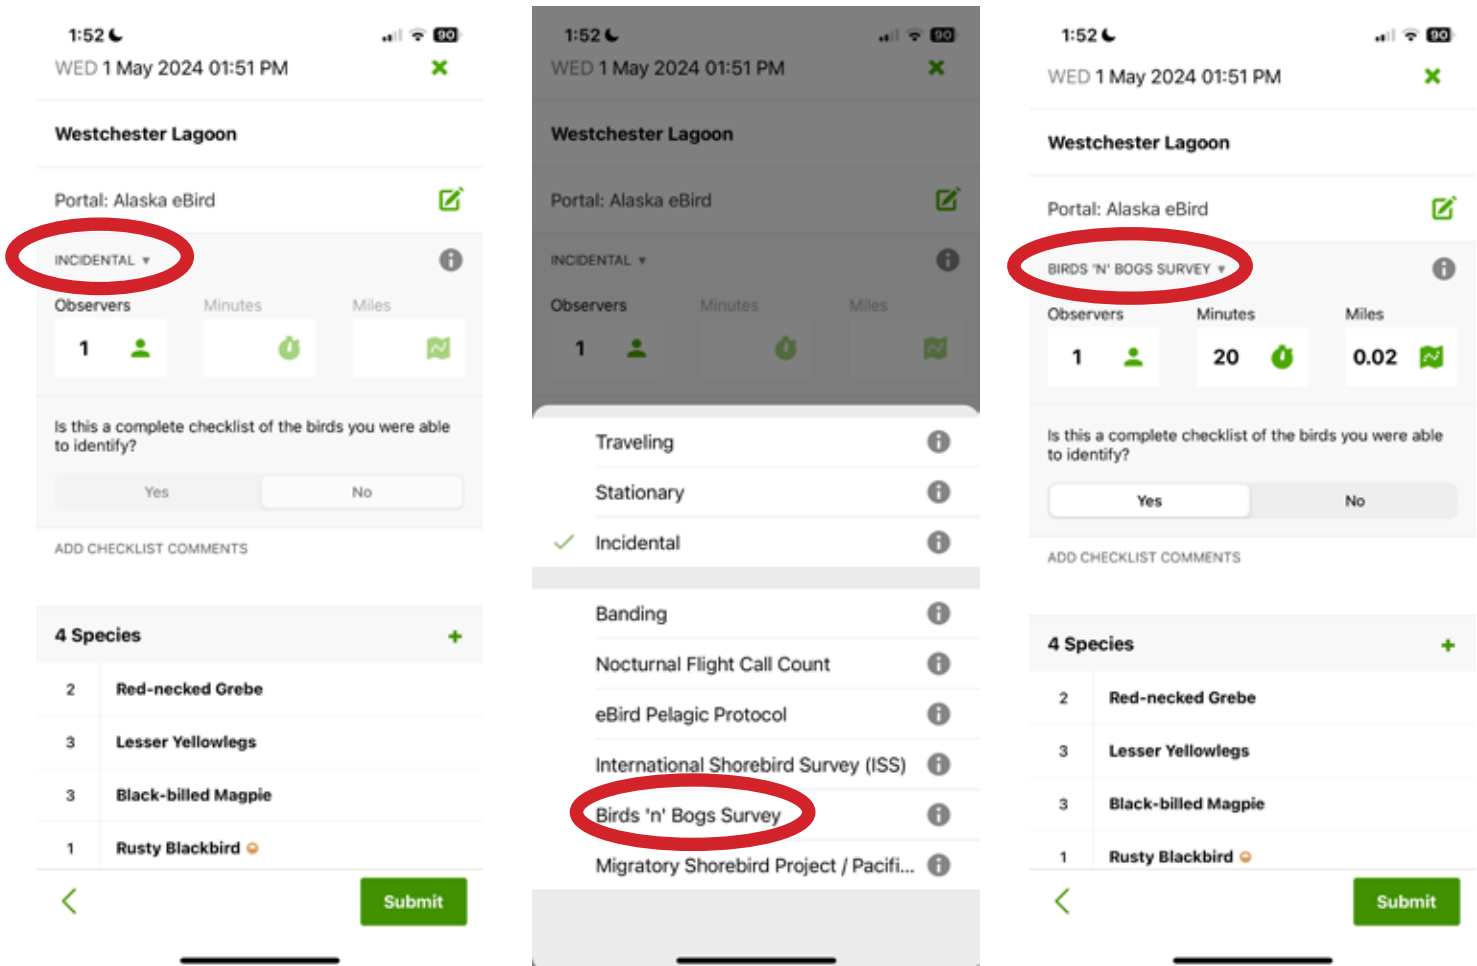 1:52
90
WED 1 May 2024 01:51 PM
Westchester Lagoon
Portal: Alaska eBird
INCIDENTAL
Observers Minutes Miles
1
Is this a complete checklist of the birds you were able
to identify?
Yes No
ADD CHECKLIST COMMENTS
4 Species
2 Red-necked Grebe
3 Lesser Yellowlegs
3 Black-billed Magpie
1 Rusty Blackbird
Submit
1:52
90
WED 1 May 2024 01:51 PM
Westchester Lagoon
Portal: Alaska eBird
INCIDENTAL
Observers Minutes Miles
1
Traveling
Stationary
Incidental
Banding
Nocturnal Flight Call Count
eBird Pelagic Protocol
International Shorebird Survey (ISS)
Birds 'n' Bogs Survey
Migratory Shorebird Project / Pacifi...
1:52
90
WED 1 May 2024 01:51 PM
Westchester Lagoon
Portal: Alaska eBird
BIRDS 'N' BOGS SURVEY
Observers Minutes Miles
1 20 0.02
Is this a complete checklist of the birds you were able
to identify?
Yes No
ADD CHECKLIST COMMENTS
4 Species
2 Red-necked Grebe
3 Lesser Yellowlegs
3 Black-billed Magpie
1 Rusty Blackbird
Submit